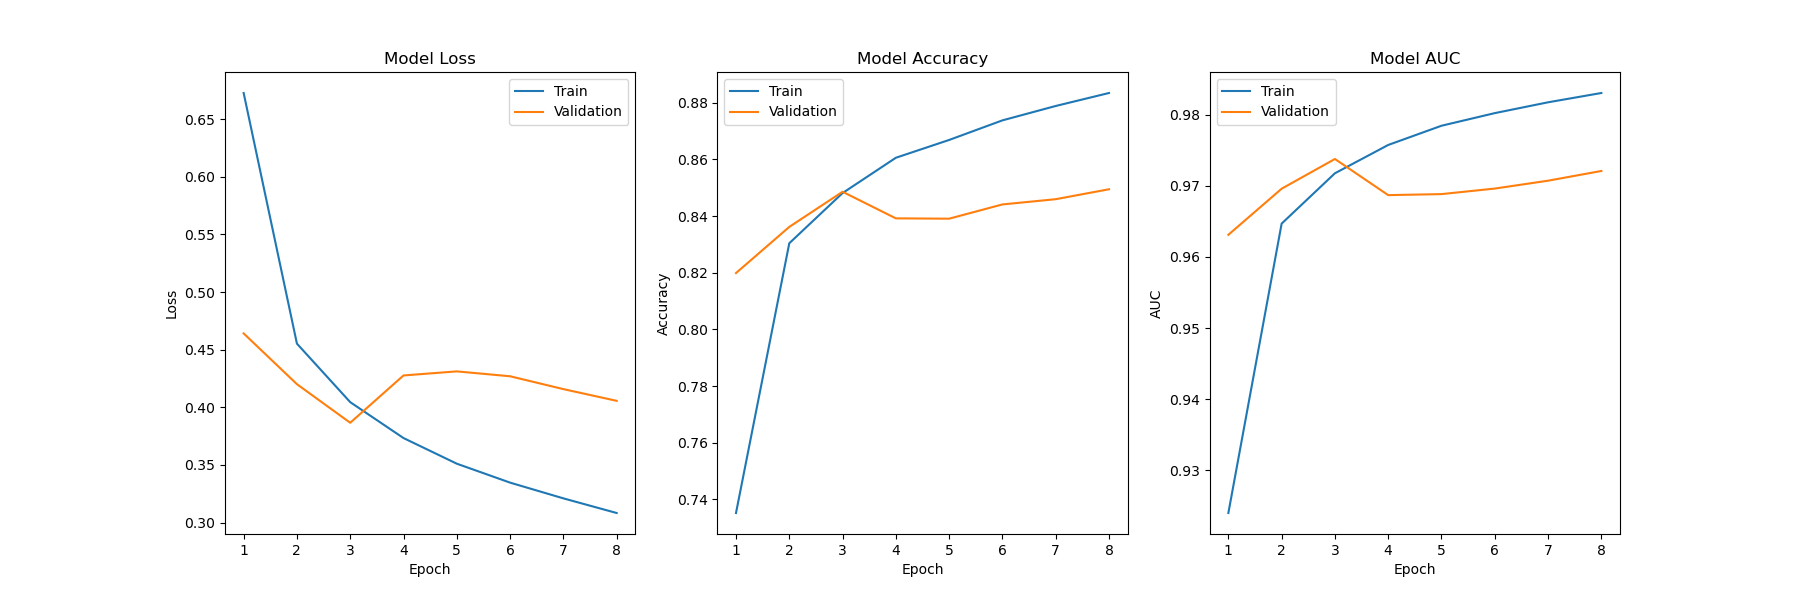 Model Loss
Train
Validation
0.65
0.60
0.55
0.50
0.45
0.40
0.35
0.30
Loss
1 2 3 4 5 6 7 8
Epoch
Model Accuracy
Train
Validation
0.88
0.86
0.84
0.82
0.80
0.78
0.76
0.74
Accuracy
1 2 3 4 5 6 7 8
Epoch
Model AUC
Train
Validation
0.98
0.97
0.96
0.95
0.94
0.93
AUC
1 2 3 4 5 6 7 8
Epoch